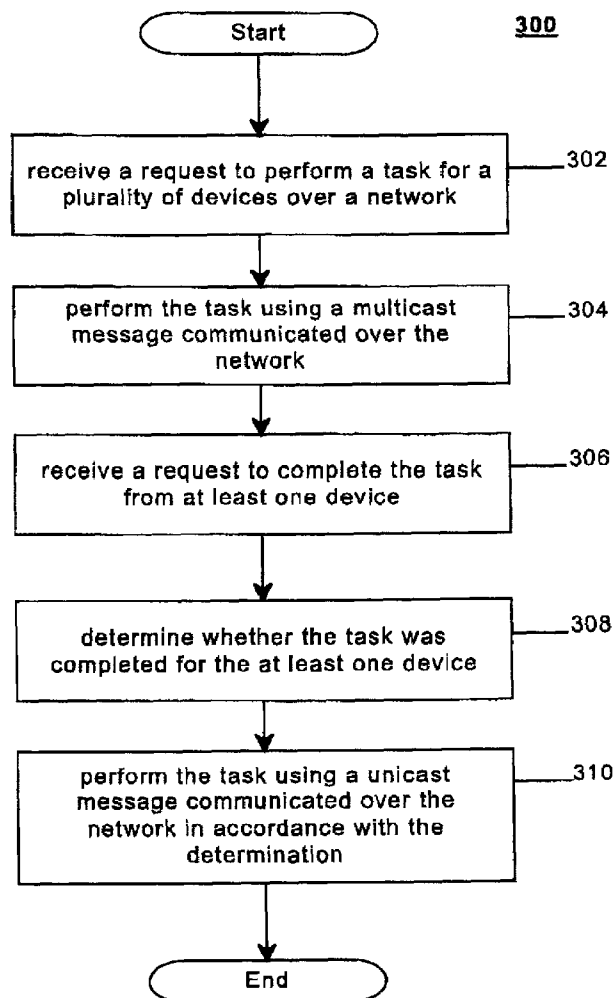 Start
300
receive a request to perform a task for a
plurality of devices over a network
302
perform the task using a multicast
message communicated over the
network
304
receive a request to complete the task
from at least one device
306
determine whether the task was
completed for the at least one device
308
perform the task using a unicast
message communicated over the
network in accordance with the
determination
310
End